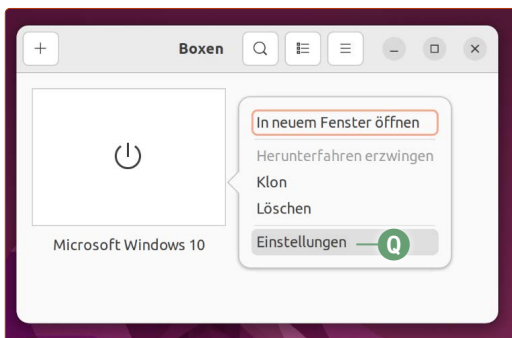 Boxen
In neuem Fenster öffnen
Herunterfahren erzwingen
Klon
Löschen
Einstellungen
Q
Microsoft Windows 10